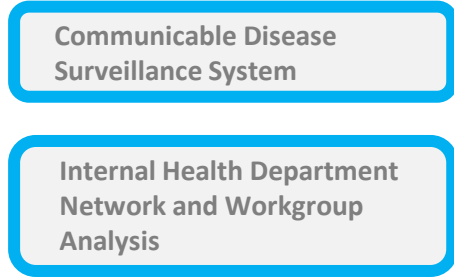 Communicable Disease
Surveillance System
Internal Health Department
Network and Workgroup
Analysis